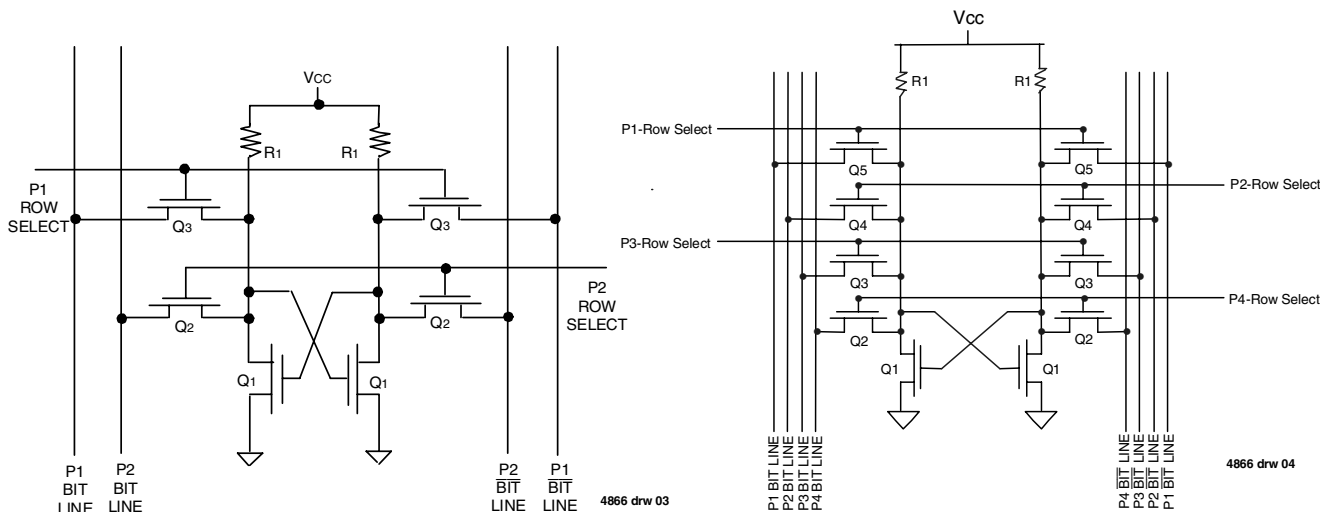 VCC
R1
R1
P1
ROW
SELECT
Q3
Q3
P2
ROW
SELECT
Q2
Q2
Q1
Q1
P1
BIT
LINE
P2
BIT
LINE
P2
BIT
LINE
P1
BIT
LINE
4866 drw 03
Vcc
R1
R1
P1-Row Select
Q5
Q5
P2-Row Select
Q4
Q4
P3-Row Select
Q3
Q3
P4-Row Select
Q2
Q2
Q1
Q1
P1 BIT LINE
P2 BIT LINE
P3 BIT LINE
P4 BIT LINE
P4 BIT LINE
P3 BIT LINE
P2 BIT LINE
P1 BIT LINE
4866 drw 04